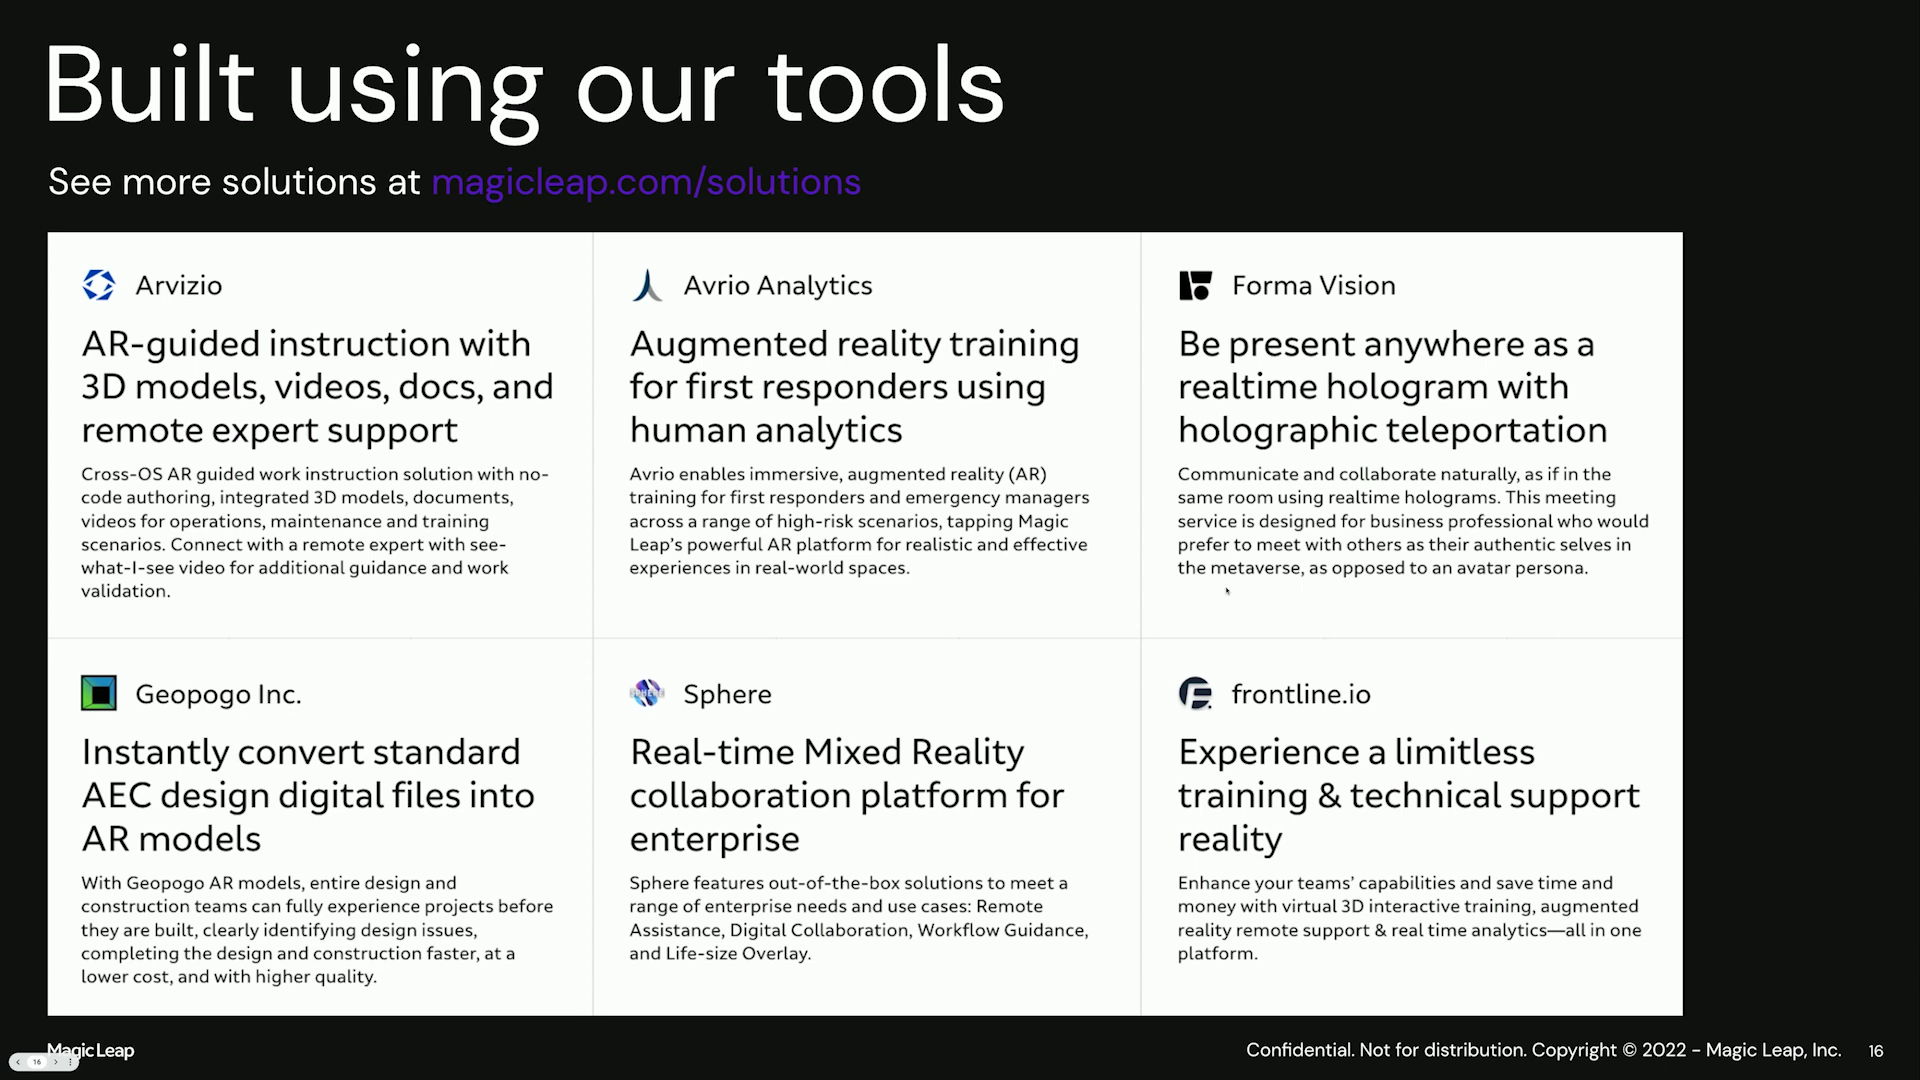 Built using our tools
See more solutions at magicleap.com/solutions
Arvizio
AR-guided instruction with
3D models, videos, docs, and
remote expert support
Cross-OS AR guided work instruction solution with no-
code authoring, integrated 3D models, documents,
videos for operations, maintenance and training
scenarios. Connect with a remote expert with see-
what-I-see video for additional guidance and work
validation.
Avrio Analytics
Augmented reality training
for first responders using
human analytics
Avrio enables immersive, augmented reality (AR)
training for first responders and emergency managers
across a range of high-risk scenarios, tapping Magic
Leap's powerful AR platform for realistic and effective
experiences in real-world spaces.
Forma Vision
Be present anywhere as a
realtime hologram with
holographic teleportation
Communicate and collaborate naturally, as if in the
same room using realtime holograms. This meeting
service is designed for business professional who would
prefer to meet with others as their authentic selves in
the metaverse, as opposed to an avatar persona.
Geopogo Inc.
Instantly convert standard
AEC design digital files into
AR models
With Geopogo AR models, entire design and
construction teams can fully experience projects before
they are built, clearly identifying design issues,
completing the design and construction faster, at a
lower cost, and with higher quality.
SPHERE
Sphere
Real-time Mixed Reality
collaboration platform for
enterprise
Sphere features out-of-the-box solutions to meet a
range of enterprise needs and use cases: Remote
Assistance, Digital Collaboration, Workflow Guidance,
and Life-size Overlay.
frontline.io
Experience a limitless
training & technical support
reality
Enhance your teams' capabilities and save time and
money with virtual 3D interactive training, augmented
reality remote support & real time analytics—all in one
platform.
Magic Leap
16
Confidential. Not for distribution. Copyright © 2022 - Magic Leap, Inc.
16